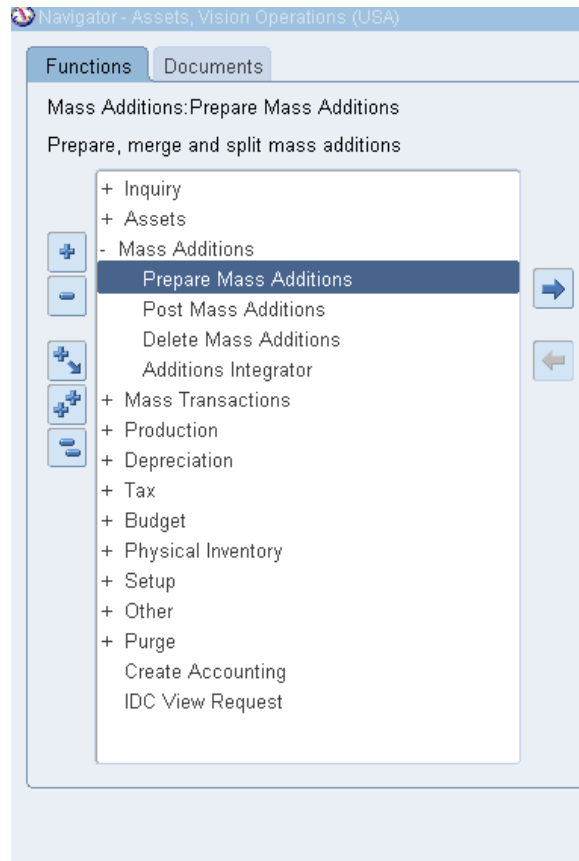 Navigator - Assets, Vision Operations (USA)
Functions Documents
Mass Additions:Prepare Mass Additions
Prepare, merge and split mass additions
+ Inquiry
+ Assets
- Mass Additions
Prepare Mass Additions
Post Mass Additions
Delete Mass Additions
Additions Integrator
+ Mass Transactions
+ Production
+ Depreciation
+ Tax
+ Budget
+ Physical Inventory
+ Setup
+ Other
+ Purge
Create Accounting
IDC View Request